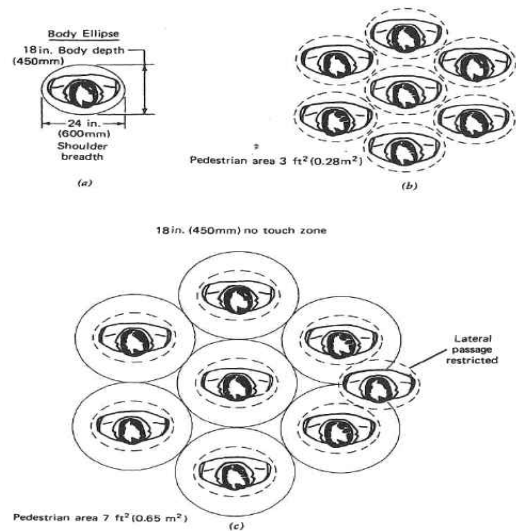 Body Ellipse
18 in. Body depth
(450mm)
24 in.
(600mm)
Shoulder
breadth
(a)
Pedestrian area 3 ft² (0.28m²)
(b)
18 in. (450mm) no touch zone
Lateral
passage
restricted
Pedestrian area 7 ft² (0.65 m²)
(c)